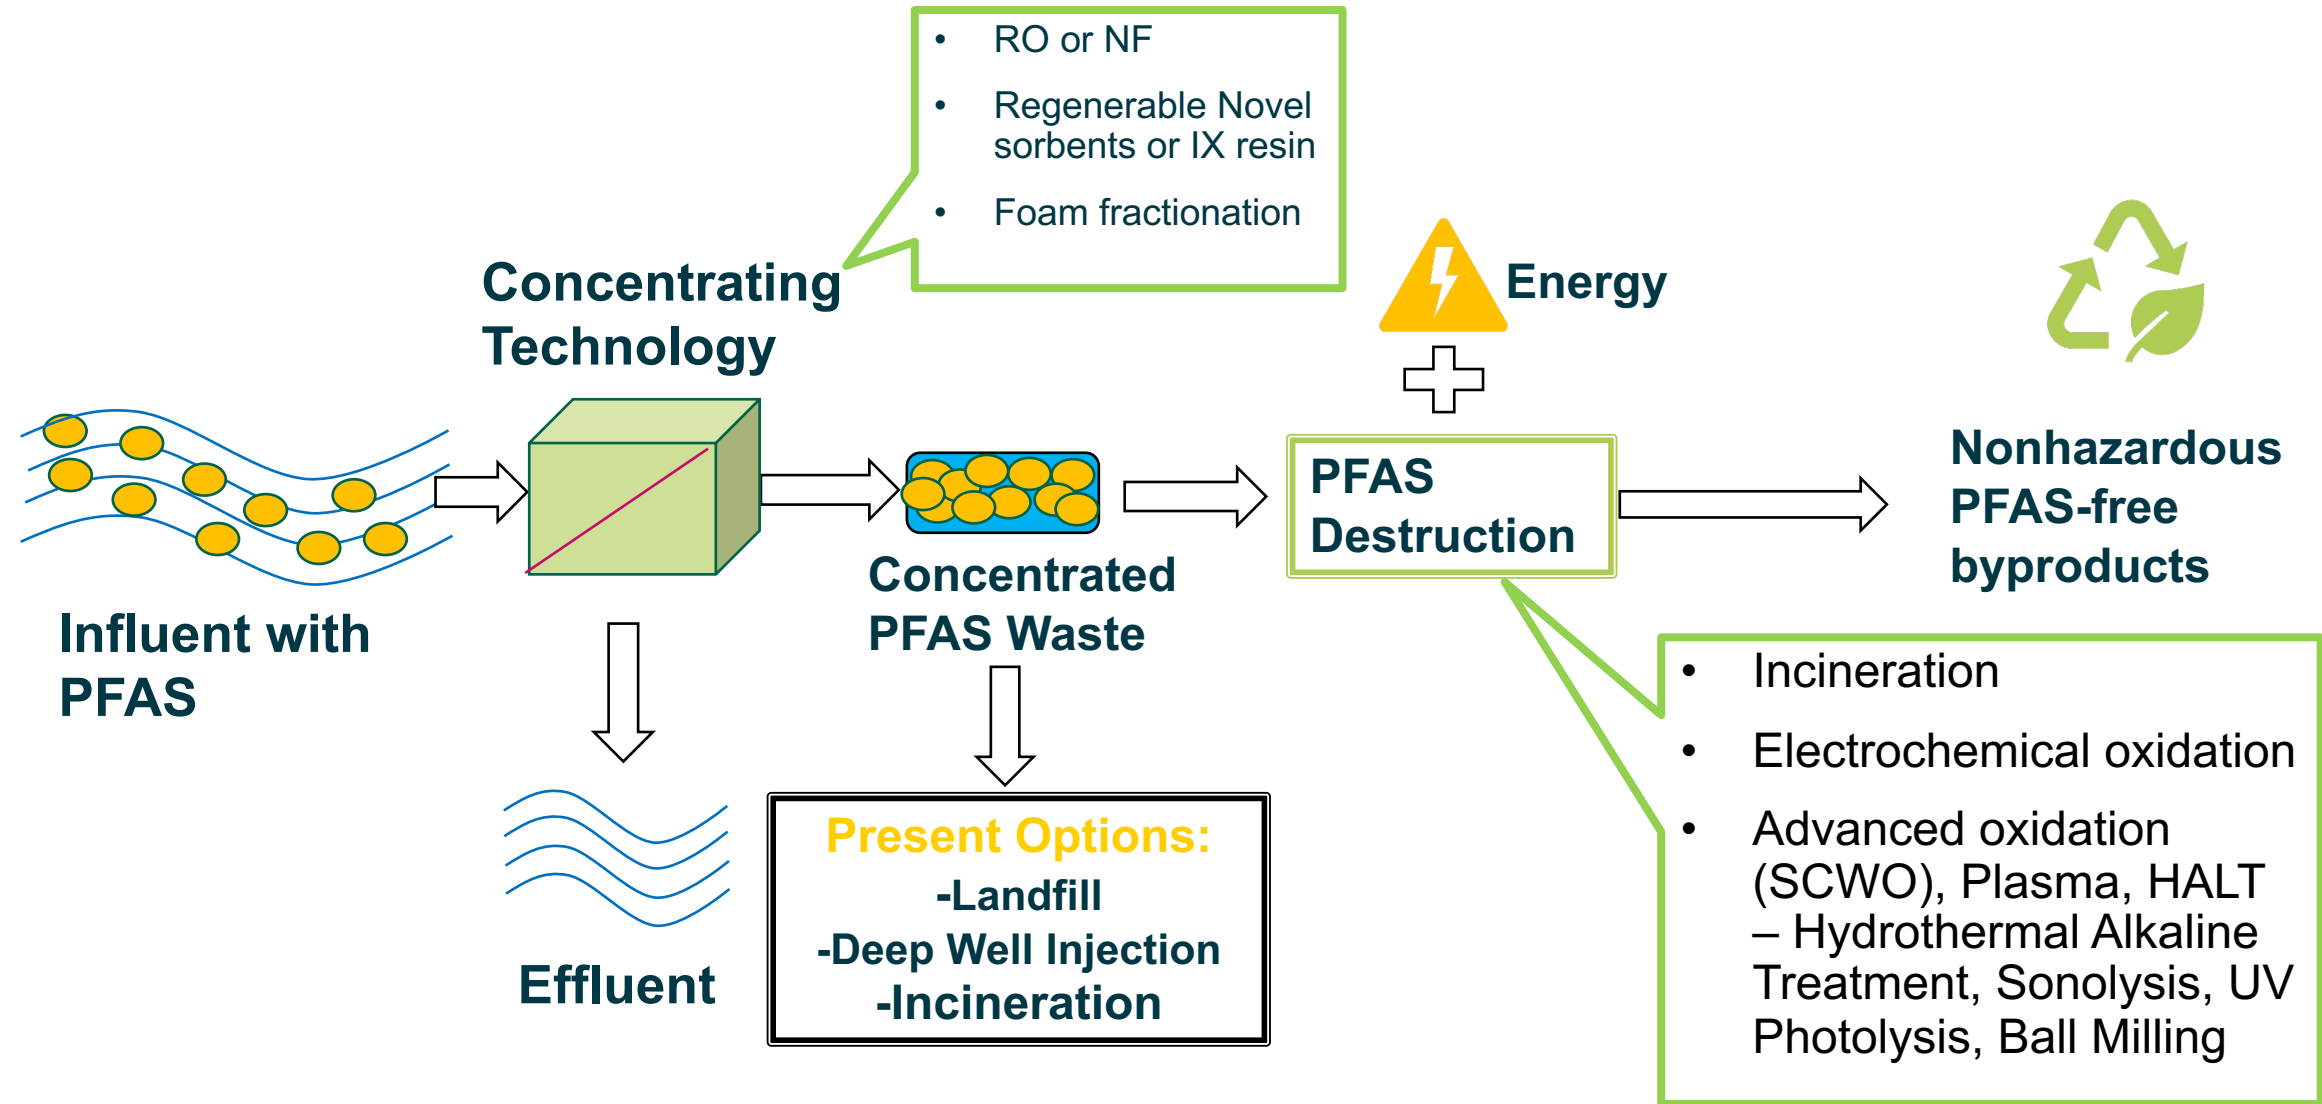 • RO or NF
• Regenerable Novel
sorbents or IX resin
• Foam fractionation
Concentrating
Technology
Energy
Influent with
PFAS
Concentrated
PFAS Waste
PFAS
Destruction
Nonhazardous
PFAS-free
byproducts
Effluent
Present Options:
-Landfill
-Deep Well Injection
-Incineration
• Incineration
• Electrochemical oxidation
• Advanced oxidation
(SCWO), Plasma, HALT
– Hydrothermal Alkaline
Treatment, Sonolysis, UV
Photolysis, Ball Milling